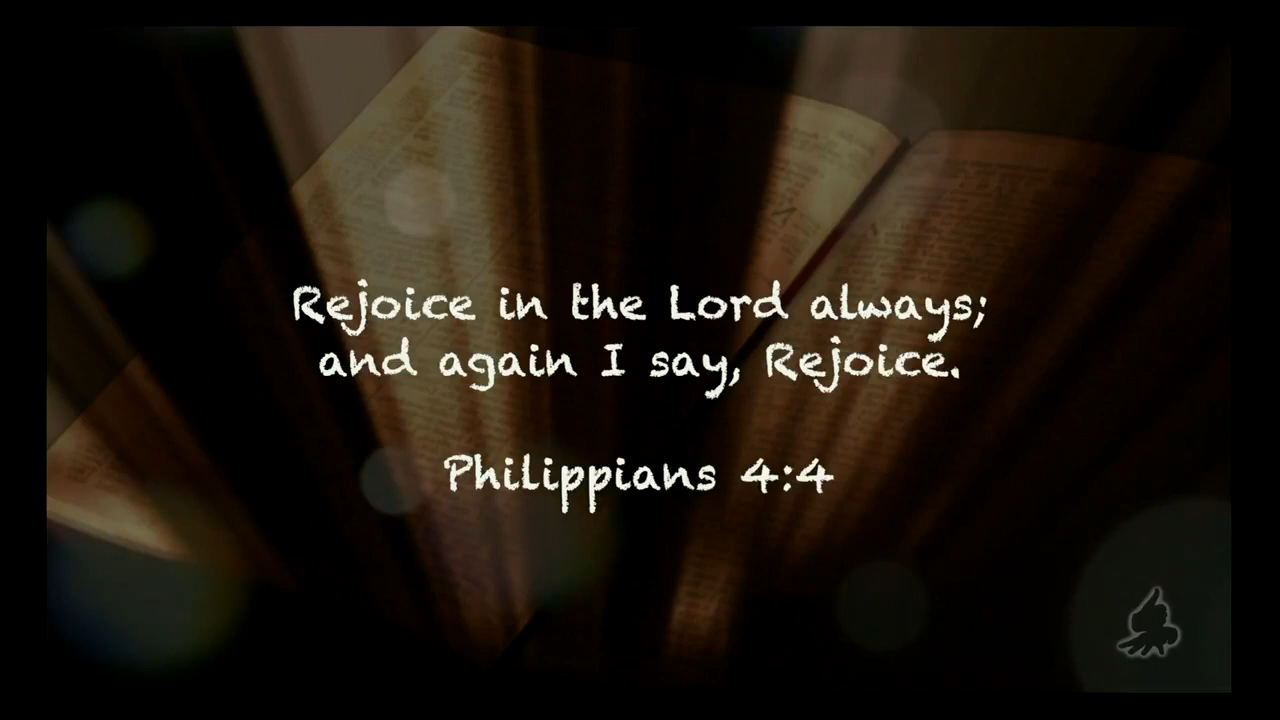 Rejoice in the Lord always;
and again I say, Rejoice.
Philippians 4:4